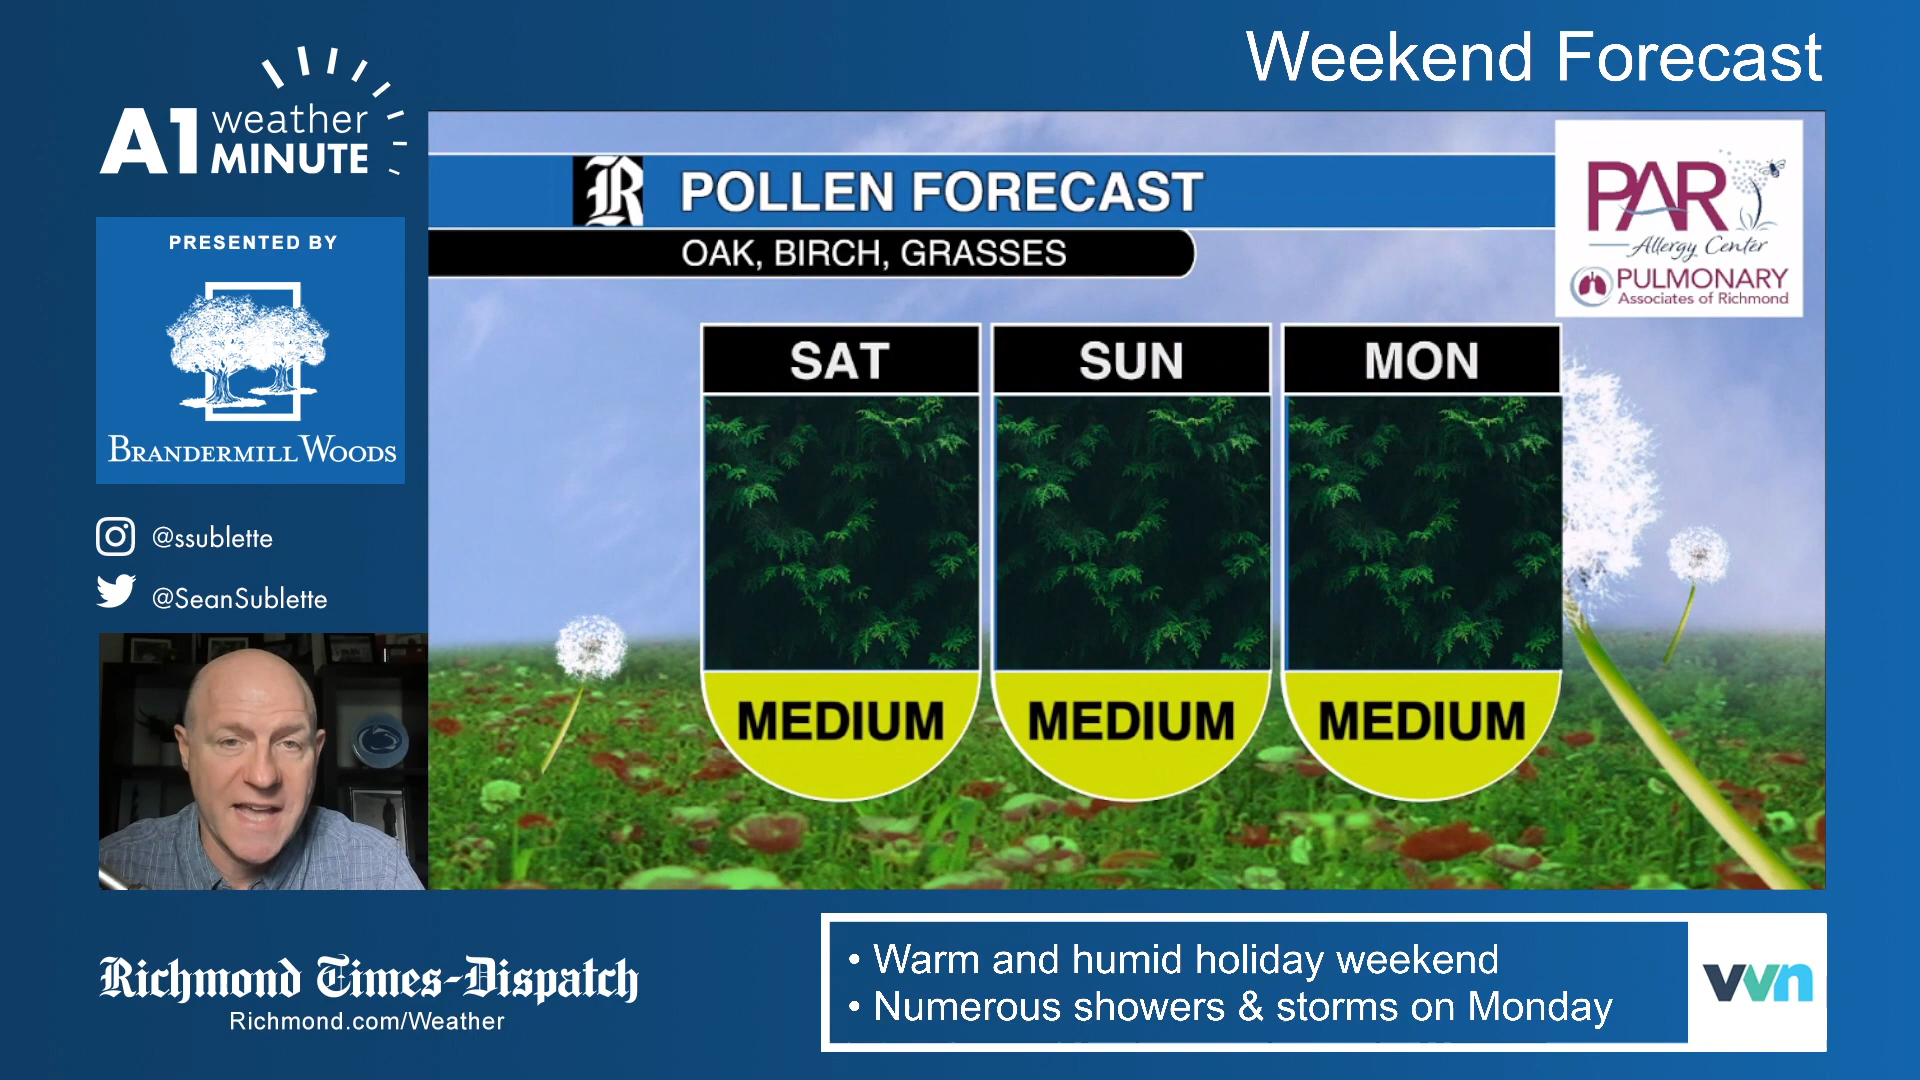 Weekend Forecast
A1 weather MINUTE
PRESENTED BY
BRANDERMILL WOODS
@ssublette
@SeanSublette
R POLLEN FORECAST
OAK, BIRCH, GRASSES
PAR
Allergy Center
PULMONARY
Associates of Richmond
SAT SUN MON
MEDIUM MEDIUM MEDIUM
Richmond Times-Dispatch
Richmond.com/Weather
• Warm and humid holiday weekend
• Numerous showers & storms on Monday
vvn